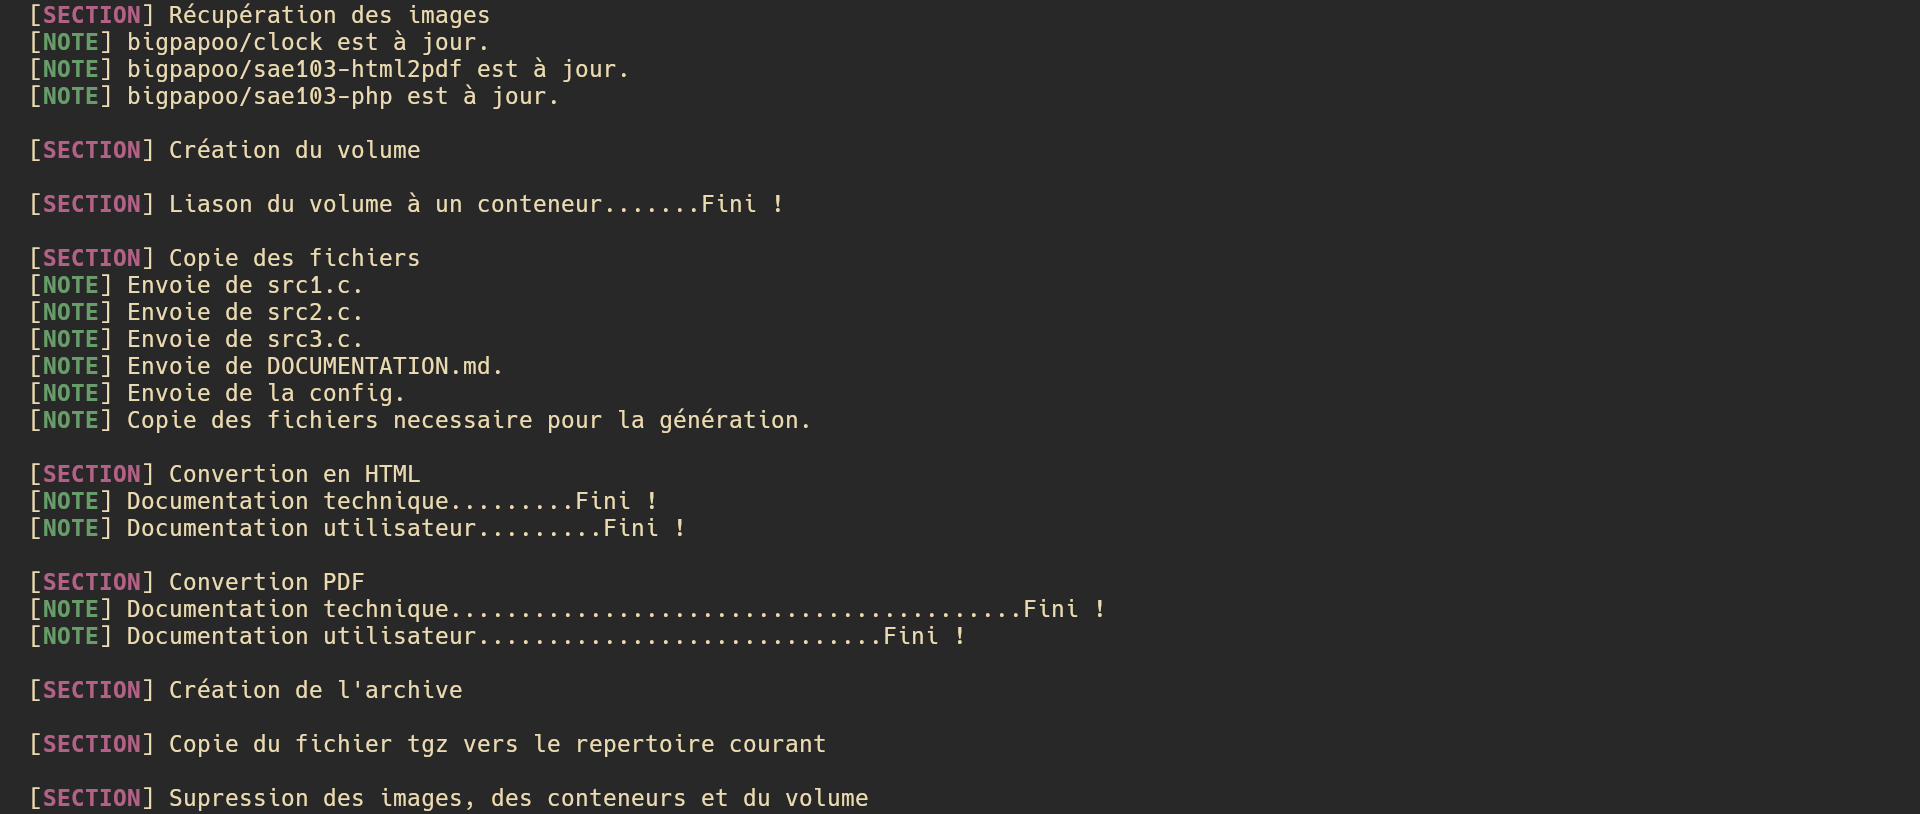 [SECTION] Récupération des images
[NOTE] bigpapoo/clock est à jour.
[NOTE] bigpapoo/sae103-html2pdf est à jour.
[NOTE] bigpapoo/sae103-php est à jour.
[SECTION] Création du volume
[SECTION] Liason du volume à un conteneur.......Fini !
[SECTION] Copie des fichiers
[NOTE] Envoie de src1.c.
[NOTE] Envoie de src2.c.
[NOTE] Envoie de src3.c.
[NOTE] Envoie de DOCUMENTATION.md.
[NOTE] Envoie de la config.
[NOTE] Copie des fichiers necessaire pour la génération.
[SECTION] Convertion en HTML
[NOTE] Documentation technique.........Fini !
[NOTE] Documentation utilisateur.........Fini !
[SECTION] Convertion PDF
[NOTE] Documentation technique.........................................Fini !
[NOTE] Documentation utilisateur.............................Fini !
[SECTION] Création de l'archive
[SECTION] Copie du fichier tgz vers le repertoire courant
[SECTION] Supression des images, des conteneurs et du volume